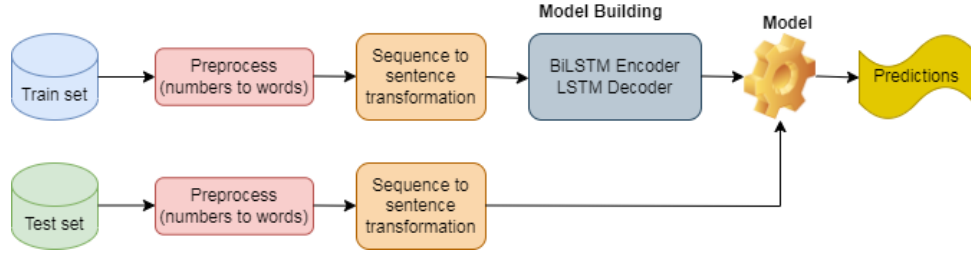 Model Building
Model
Train set
Preprocess
(numbers to words)
Sequence to
sentence
transformation
BiLSTM Encoder
LSTM Decoder
Predictions
Test set
Preprocess
(numbers to words)
Sequence to
sentence
transformation